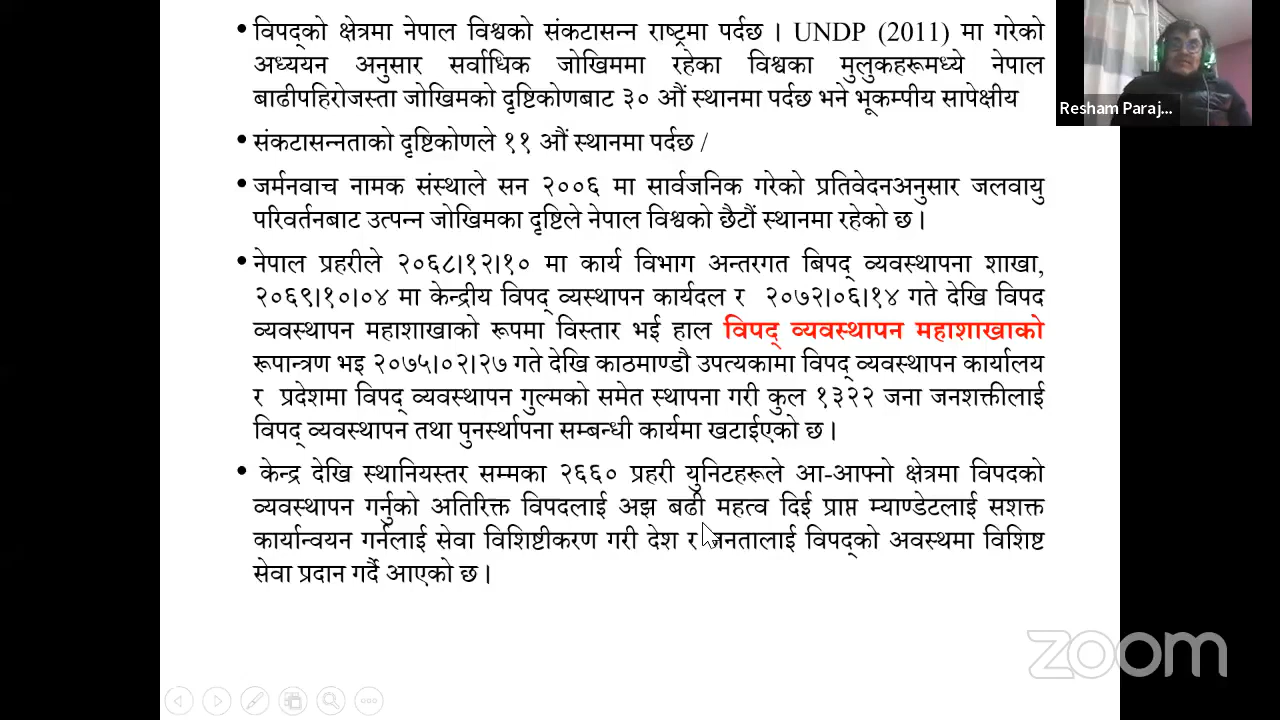 • विपद्को क्षेत्रमा नेपाल विश्वको संकटासन्न राष्ट्रमा पर्दछ । UNDP (2011) मा गरेको
अध्ययन अनुसार सर्वाधिक जोखिममा रहेका विश्वका मुलुकहरूमध्ये नेपाल
बाढीपहिरोजस्ता जोखिमको दृष्टिकोणबाट ३० औं स्थानमा पर्दछ भने भूकम्पीय सापेक्षीय
• संकटासन्नताको दृष्टिकोणले ११ औं स्थानमा पर्दछ /
• जर्मनवाच नामक संस्थाले सन २००६ मा सार्वजनिक गरेको प्रतिवेदनअनुसार जलवायु
परिवर्तनबाट उत्पन्न जोखिमका दृष्टिले नेपाल विश्वको छैटौं स्थानमा रहेको छ ।
• नेपाल प्रहरीले २०६८।१२।१० मा कार्य विभाग अन्तरगत बिपद् व्यवस्थापना शाखा,
२०६९।१०।०४ मा केन्द्रीय विपद् व्यस्थापन कार्यदल र २०७२।०६।१४ गते देखि विपद
व्यवस्थापन महाशाखाको रूपमा विस्तार भई हाल विपद् व्यवस्थापन महाशाखाको
रूपान्त्रण भइ २०७५।०२।२७ गते देखि काठमाण्डौ उपत्यकामा विपद् व्यवस्थापन कार्यालय
र प्रदेशमा विपद् व्यवस्थापन गुल्मको समेत स्थापना गरी कुल १३२२ जना जनशक्तीलाई
विपद् व्यवस्थापन तथा पुनर्स्थापना सम्बन्धी कार्यमा खटाईएको छ ।
• केन्द्र देखि स्थानियस्तर सम्मका २६६० प्रहरी युनिटहरूले आ-आफ्नो क्षेत्रमा विपदको
व्यवस्थापन गर्नुको अतिरिक्त विपदलाई अझ बढी महत्व दिई प्राप्त म्याण्डेटलाई सशक्त
कार्यान्वयन गर्नलाई सेवा विशिष्टीकरण गरी देश र जनतालाई विपद्को अवस्थमा विशिष्ट
सेवा प्रदान गर्दै आएको छ ।
Resham Paraj...
zoom